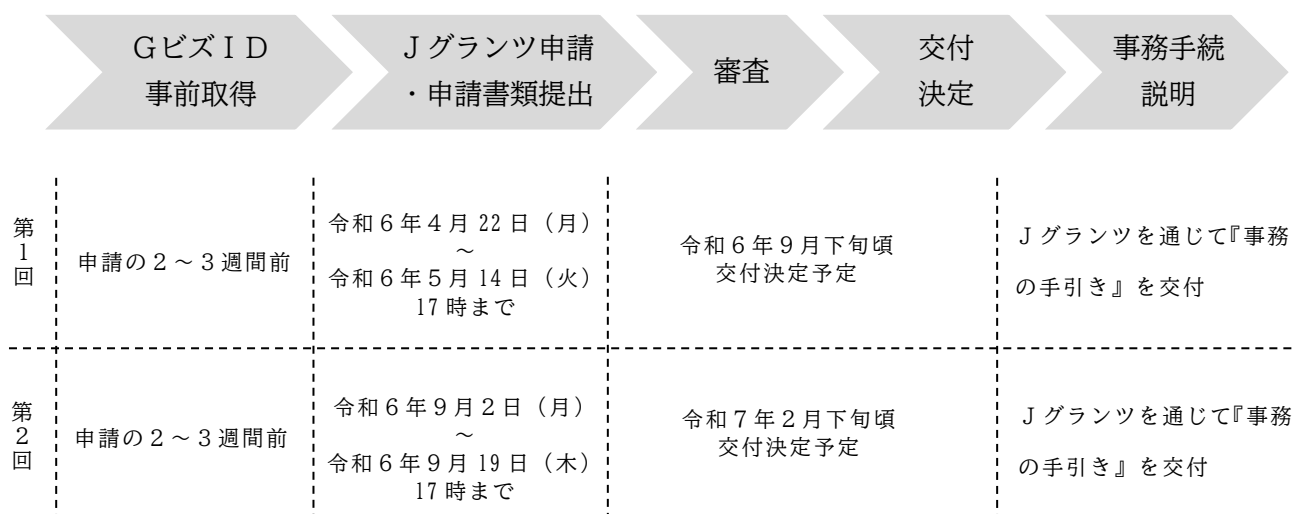 ＧビズＩＤ
事前取得
Ｊグランツ申請
・申請書類提出
審査
交付
決定
事務手続
説明
第１回
申請の２～３週間前
令和６年４月 22 日（月）
～
令和６年５月 14 日（火）
17 時まで
令和６年９月下旬頃
交付決定予定
Ｊグランツを通じて『事務
の手引き』を交付
第２回
申請の２～３週間前
令和６年９月２日（月）
～
令和６年９月 19 日（木）
17 時まで
令和７年２月下旬頃
交付決定予定
Ｊグランツを通じて『事務
の手引き』を交付